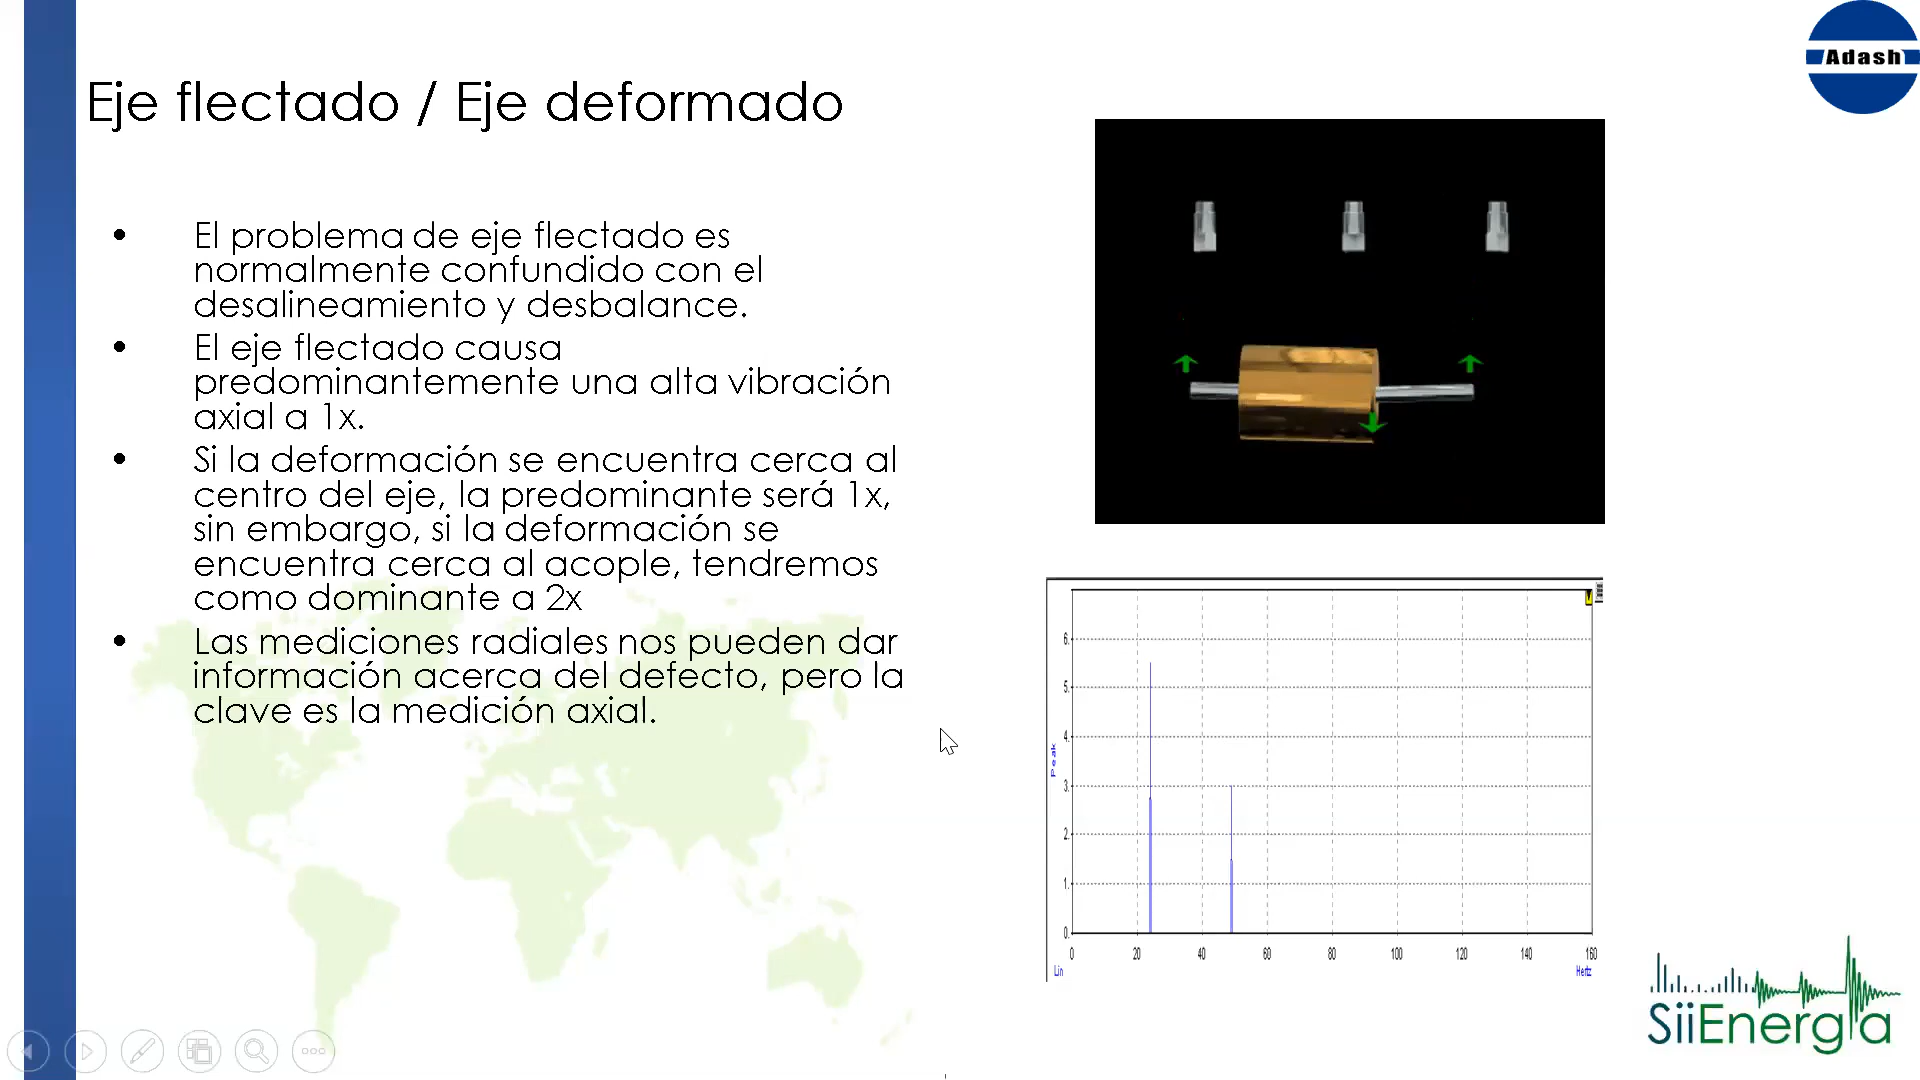 Adash
Eje flectado / Eje deformado
• El problema de eje flectado es
normalmente confundido con el
desalineamiento y desbalance.
• El eje flectado causa
predominantemente una alta vibración
axial a 1x.
• Si la deformación se encuentra cerca al
centro del eje, la predominante será 1x,
sin embargo, si la deformación se
encuentra cerca al acople, tendremos
como dominante a 2x
• Las mediciones radiales nos pueden dar
información acerca del defecto, pero la
clave es la medición axial.
6.
5.
4.
Peak
3.
2.
1.
0.
0 20 40 60 80 100 120 140 160
Lin Hertz
SiiEnergía